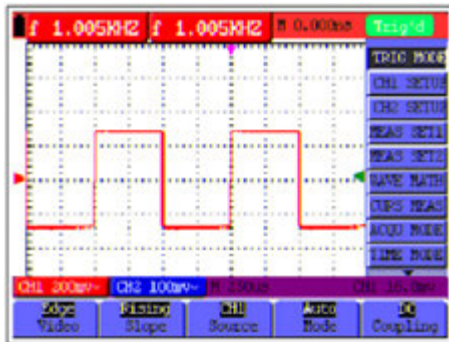 f 1.005KHZ f 1.005KHZ M 0.000ns Trig'd
TRIG MODE
CH1 SETUP
CH2 SETUP
MEAS SET1
MEAS SET2
WAVE MATH
CURS MEAS
ACQU MODE
TIME MODE
CH1 200mv~ CH2 100mv~ M 250us CH1 16.0mv
Edge Rising CH1 Auto DC
Video Slope Source Mode Coupling